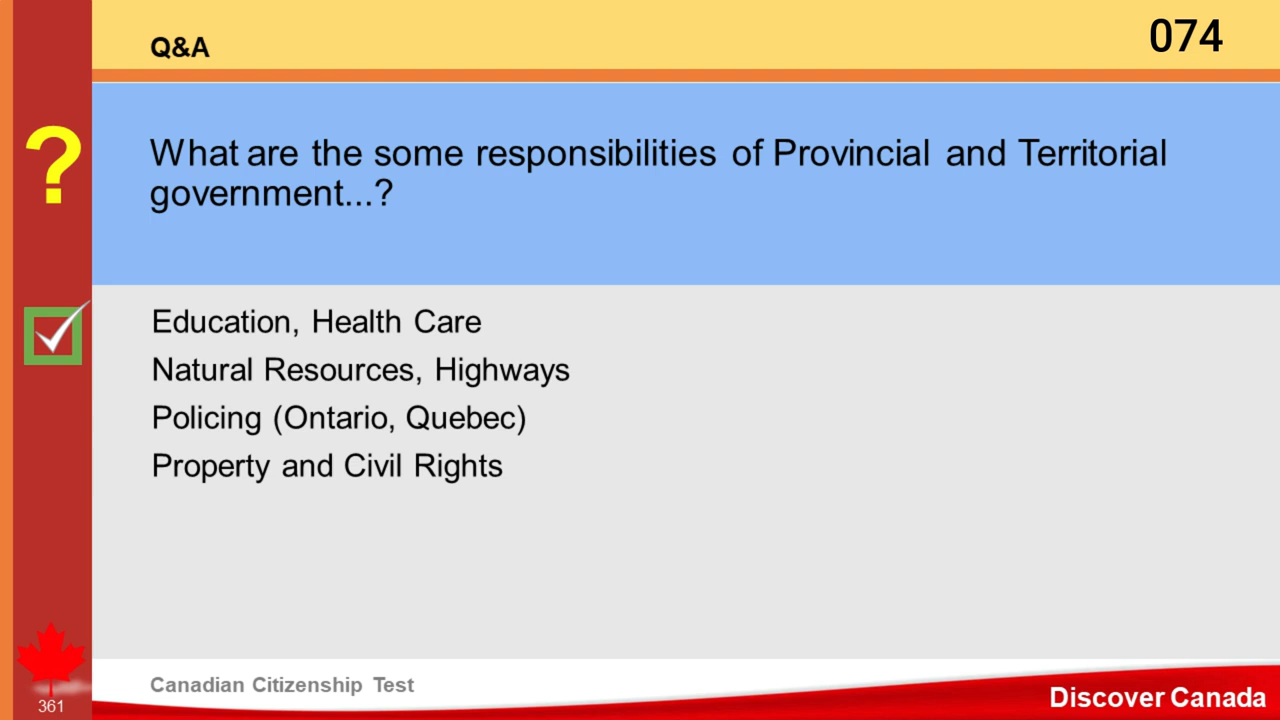 Q&A
074
?
What are the some responsibilities of Provincial and Territorial
government...?
Education, Health Care
Natural Resources, Highways
Policing (Ontario, Quebec)
Property and Civil Rights
Canadian Citizenship Test
361
Discover Canada